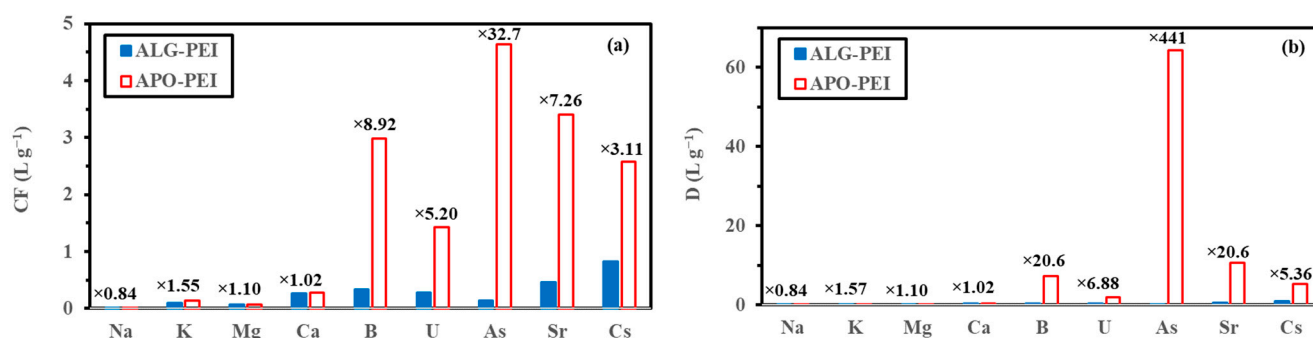 (a)
ALG-PEI
APO-PEI
CF (L g⁻¹)
5
4
3
2
1
0
×0.84
×1.55
×1.10
×1.02
×8.92
×5.20
×32.7
×7.26
×3.11
Na K Mg Ca B U As Sr Cs
(b)
ALG-PEI
APO-PEI
D (L g⁻¹)
60
40
20
0
×0.84
×1.57
×1.10
×1.02
×20.6
×6.88
×441
×20.6
×5.36
Na K Mg Ca B U As Sr Cs